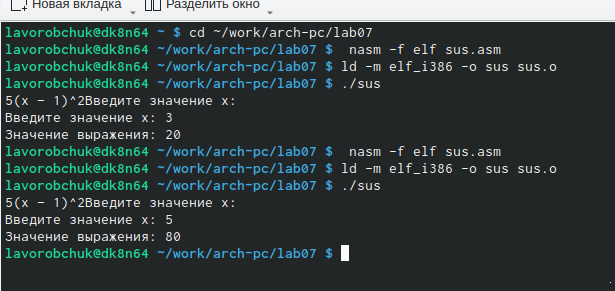 Новая вкладка Разделить окно
lavorobchuk@dk8n64 ~ $ cd ~/work/arch-pc/lab07
lavorobchuk@dk8n64 ~/work/arch-pc/lab07 $  nasm -f elf sus.asm
lavorobchuk@dk8n64 ~/work/arch-pc/lab07 $ ld -m elf_i386 -o sus sus.o
lavorobchuk@dk8n64 ~/work/arch-pc/lab07 $ ./sus
5(x - 1)^2Введите значение x:
Введите значение x: 3
Значение выражения: 20
lavorobchuk@dk8n64 ~/work/arch-pc/lab07 $  nasm -f elf sus.asm
lavorobchuk@dk8n64 ~/work/arch-pc/lab07 $ ld -m elf_i386 -o sus sus.o
lavorobchuk@dk8n64 ~/work/arch-pc/lab07 $ ./sus
5(x - 1)^2Введите значение x:
Введите значение x: 5
Значение выражения: 80
lavorobchuk@dk8n64 ~/work/arch-pc/lab07 $